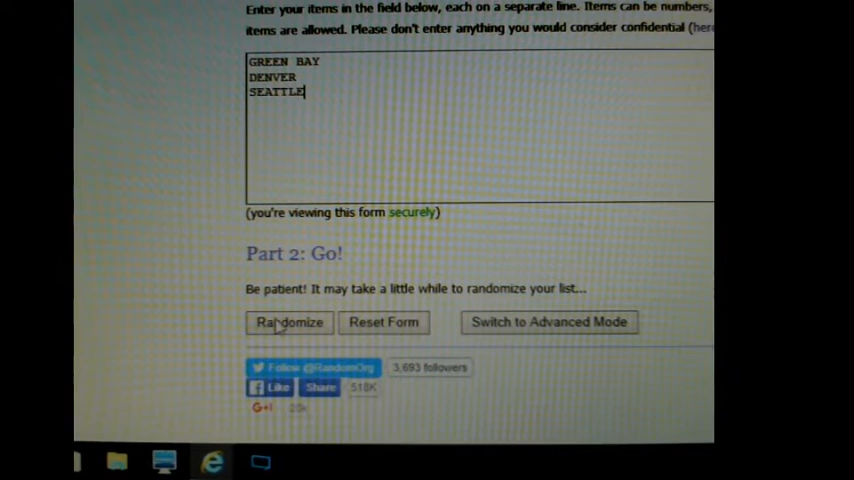 Enter your items in the field below, each on a separate line. Items can be numbers,
items are allowed. Please don't enter anything you would consider confidential (here
GREEN BAY
DENVER
SEATTLE
(you're viewing this form securely)
Part 2: Go!
Be patient! It may take a little while to randomize your list...
Randomize Reset Form Switch to Advanced Mode
Follow @RandomOrg 3,693 followers
Like Share 518K
G+1 20k